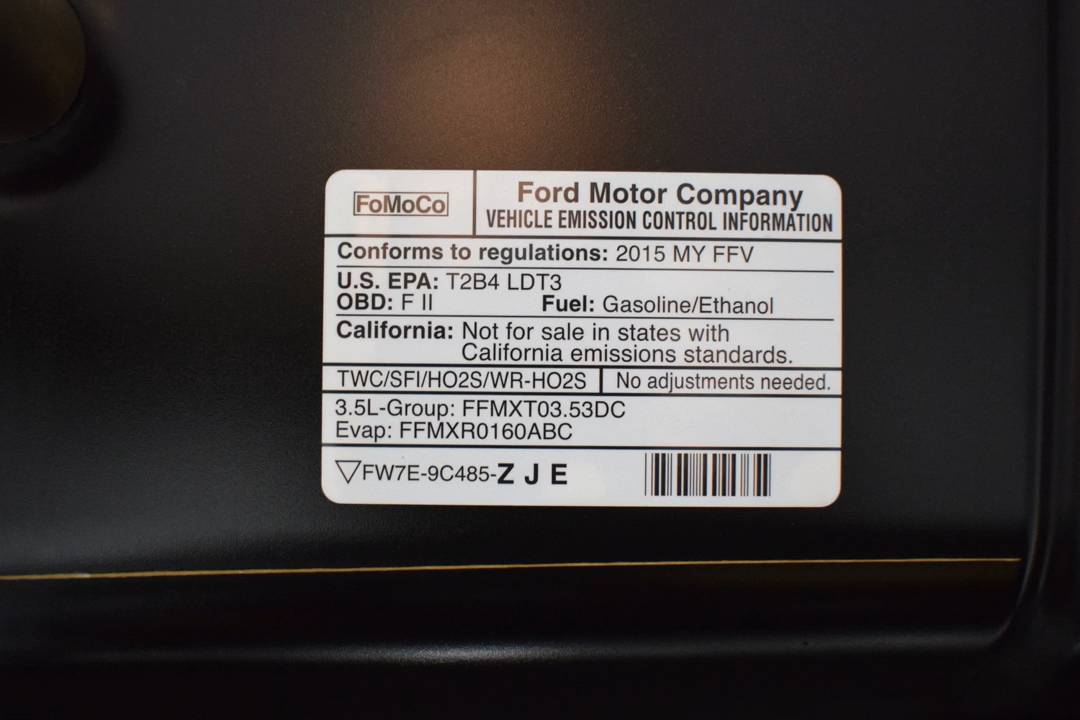 FoMoCo
Ford Motor Company
VEHICLE EMISSION CONTROL INFORMATION
Conforms to regulations: 2015 MY FFV
U.S. EPA: T2B4 LDT3
OBD: F II Fuel: Gasoline/Ethanol
California: Not for sale in states with
California emissions standards.
TWC/SFI/HO2S/WR-HO2S No adjustments needed.
3.5L-Group: FFMXT03.53DC
Evap: FFMXR0160ABC
▽FW7E-9C485-Z J E